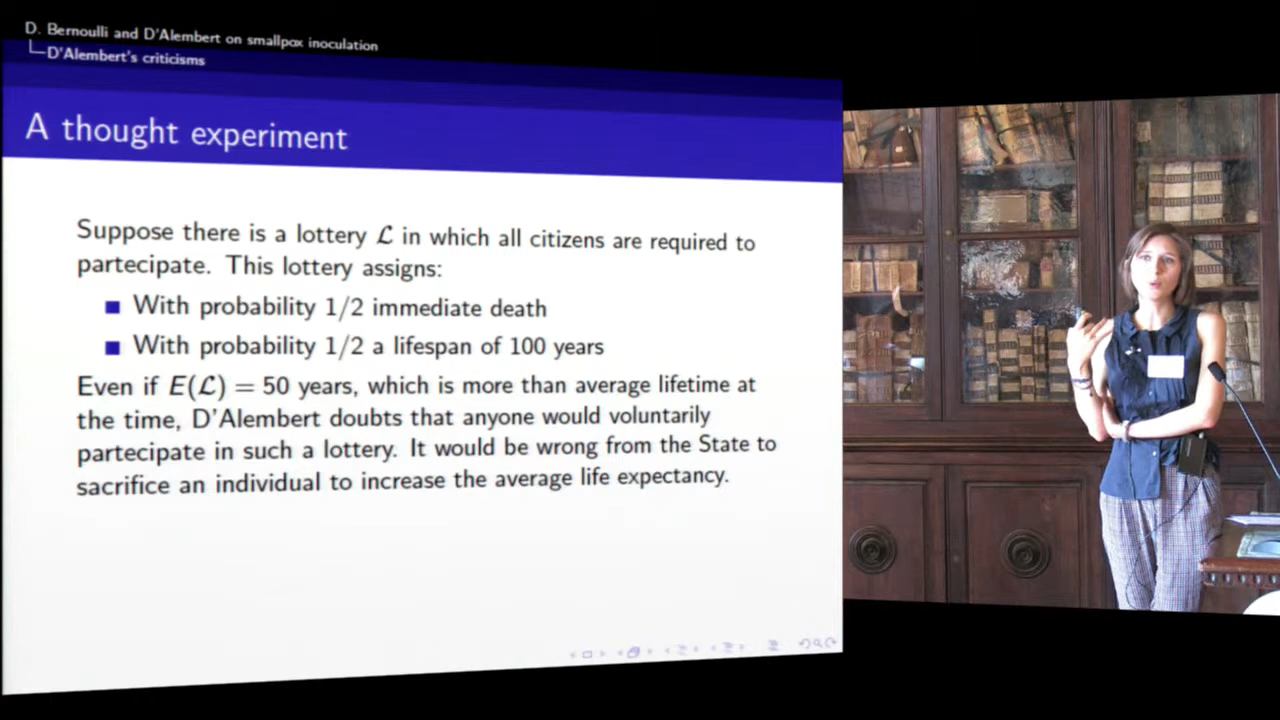 D. Bernoulli and D'Alembert on smallpox inoculation
D'Alembert's criticisms
A thought experiment
Suppose there is a lottery ℒ in which all citizens are required to
partecipate. This lottery assigns:
With probability 1/2 immediate death
With probability 1/2 a lifespan of 100 years
Even if E(ℒ) = 50 years, which is more than average lifetime at
the time, D'Alembert doubts that anyone would voluntarily
partecipate in such a lottery. It would be wrong from the State to
sacrifice an individual to increase the average life expectancy.